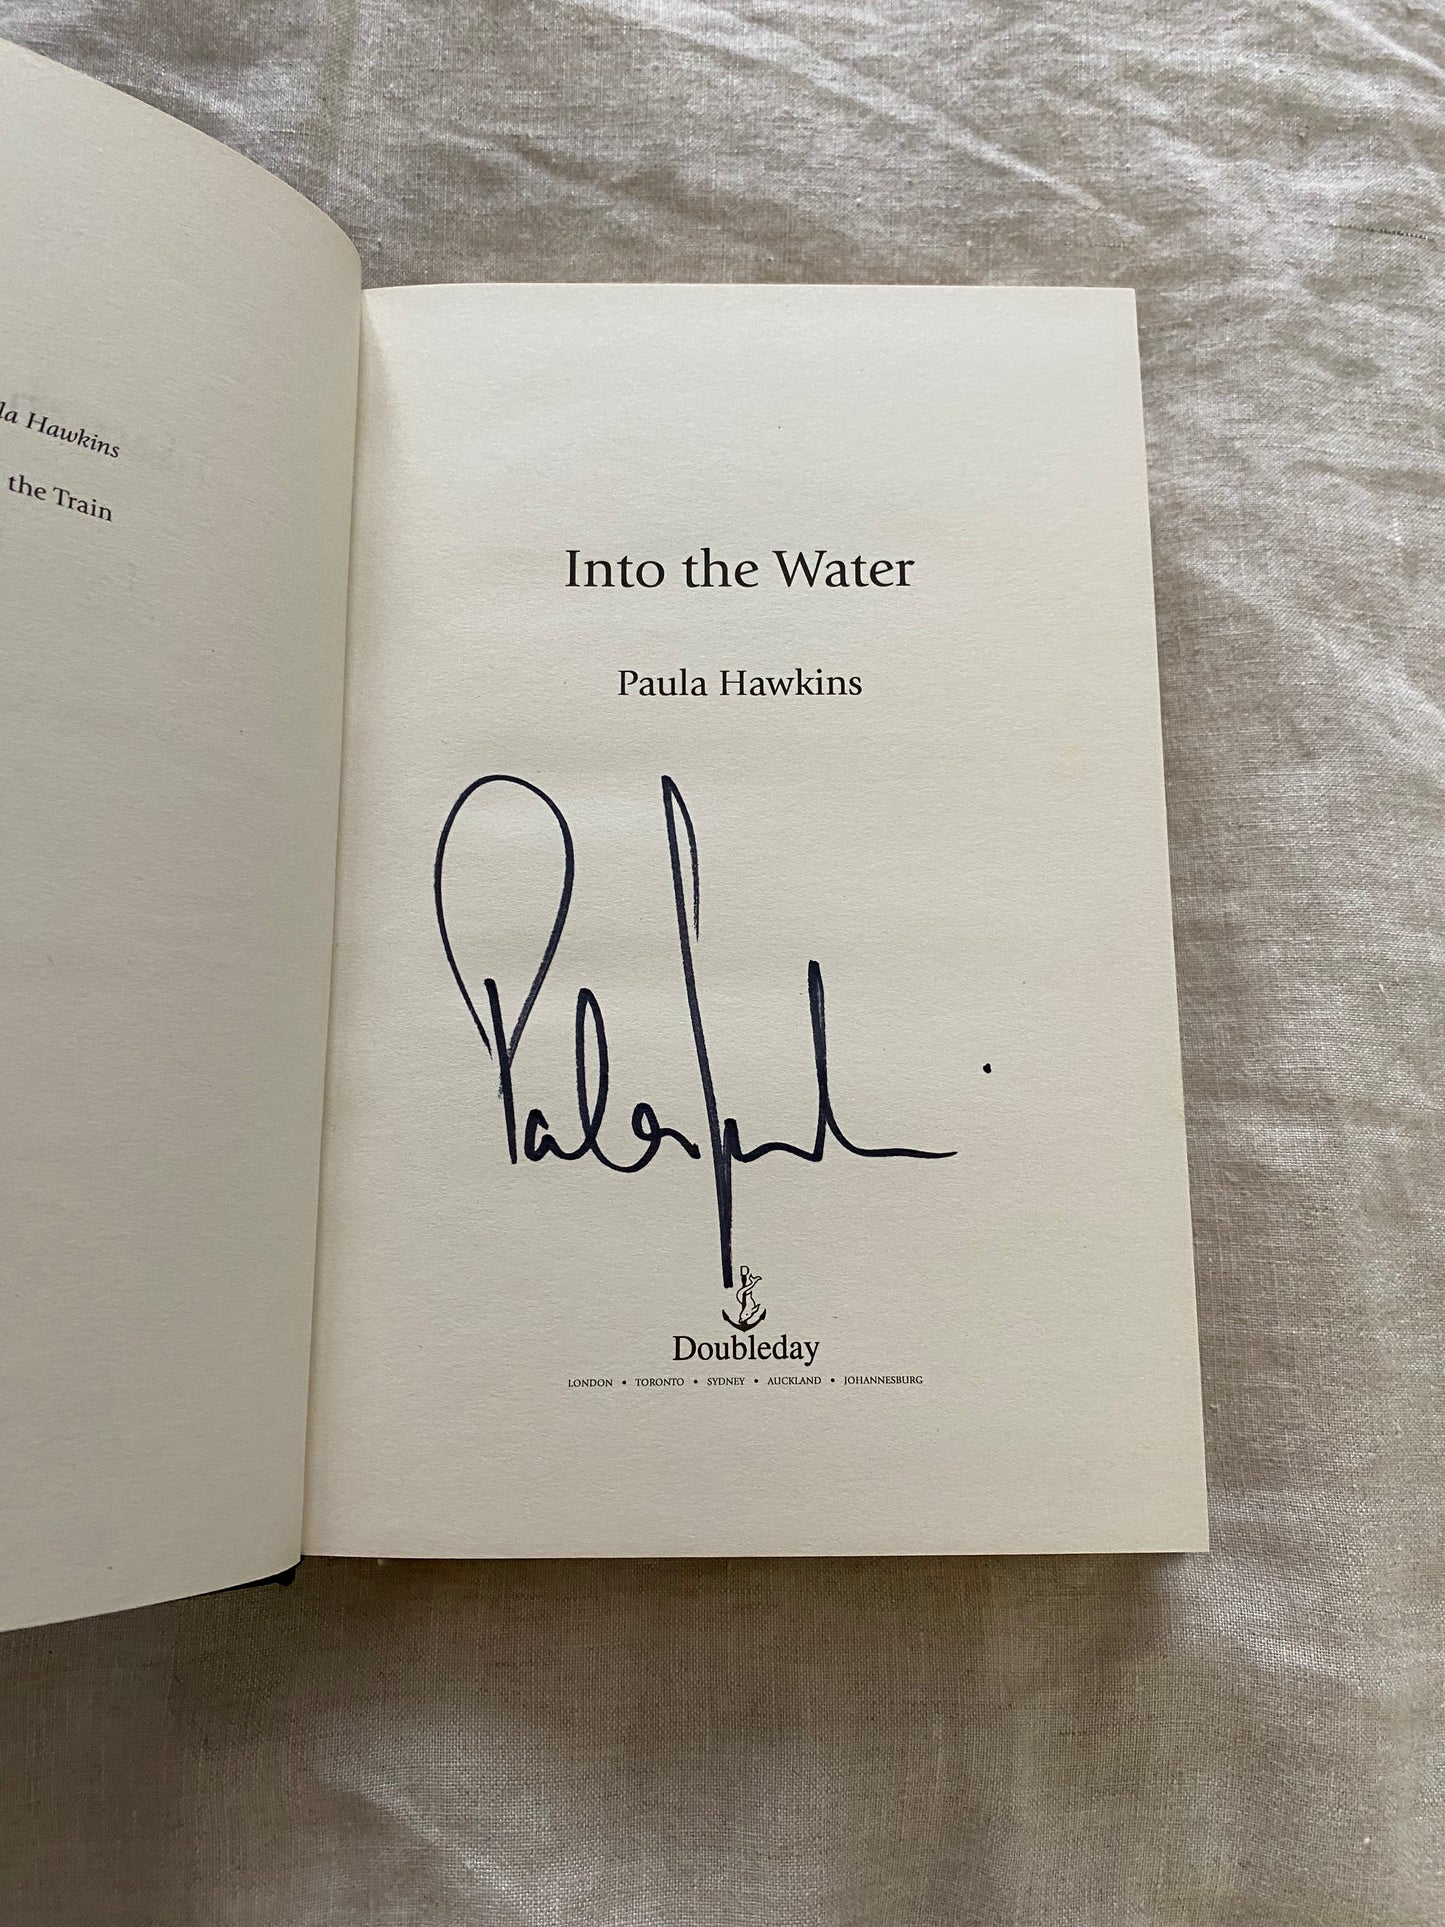 la Hawkins
the Train
Into the Water
Paula Hawkins
D
Doubleday
LONDON • TORONTO • SYDNEY • AUCKLAND • JOHANNESBURG